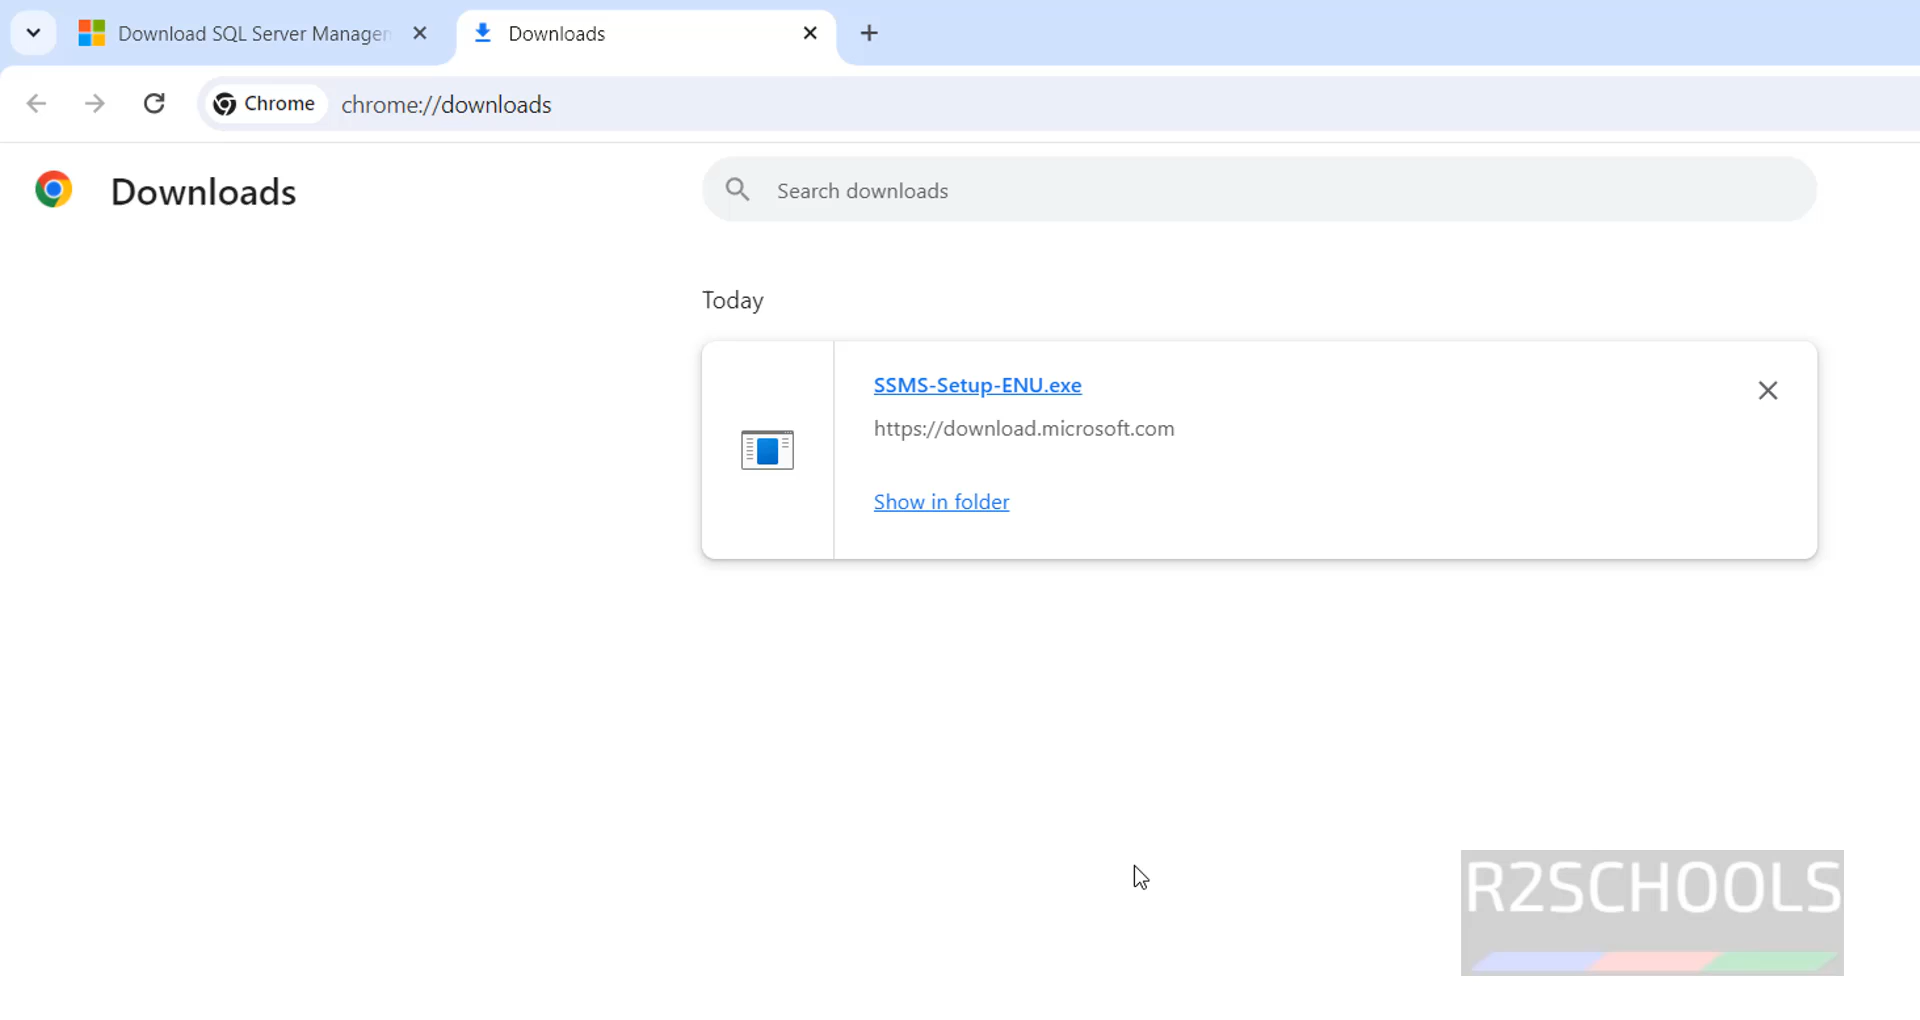 Download SQL Server Manager
Downloads
Chrome
chrome://downloads
Downloads
Search downloads
Today
SSMS-Setup-ENU.exe
https://download.microsoft.com
Show in folder
R2SCHOOLS